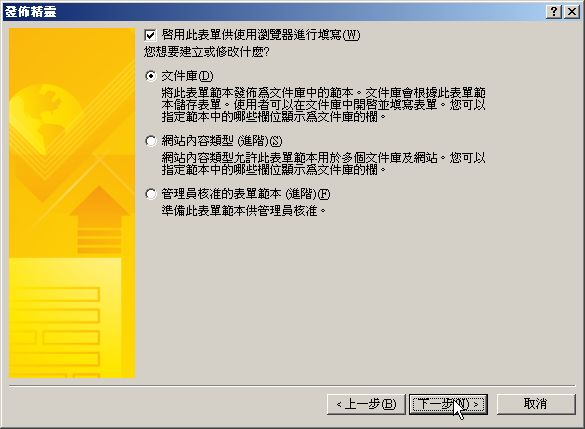 發佈精靈
啓用此表單供使用瀏覽器進行填寫(W)
您想要建立或修改什麼?
文件庫(D)
將此表單範本發佈爲文件庫中的範本。文件庫會根據此表單範
本儲存表單。使用者可以在文件庫中開啓並填寫表單。您可以
指定範本中的哪些欄位顯示爲文件庫的欄。
網站內容類型 (進階)(S)
網站內容類型允許此表單範本用於多個文件庫及網站。您可以
指定範本中的哪些欄位顯示爲文件庫的欄。
管理員核准的表單範本 (進階)(F)
準備此表單範本供管理員核准。
< 上一步(B) 下一步(N) > 取消